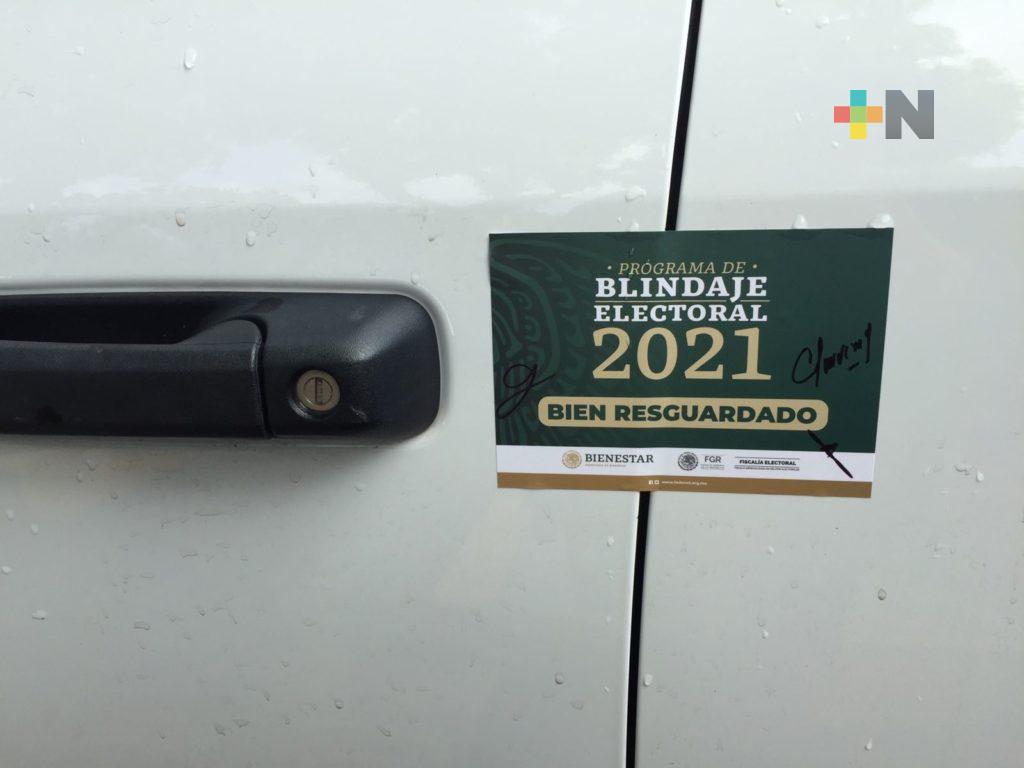 +N
• PROGRAMA DE •
BLINDAJE
ELECTORAL
2021
BIEN RESGUARDADO
BIENESTAR
FGR
FISCALÍA ELECTORAL